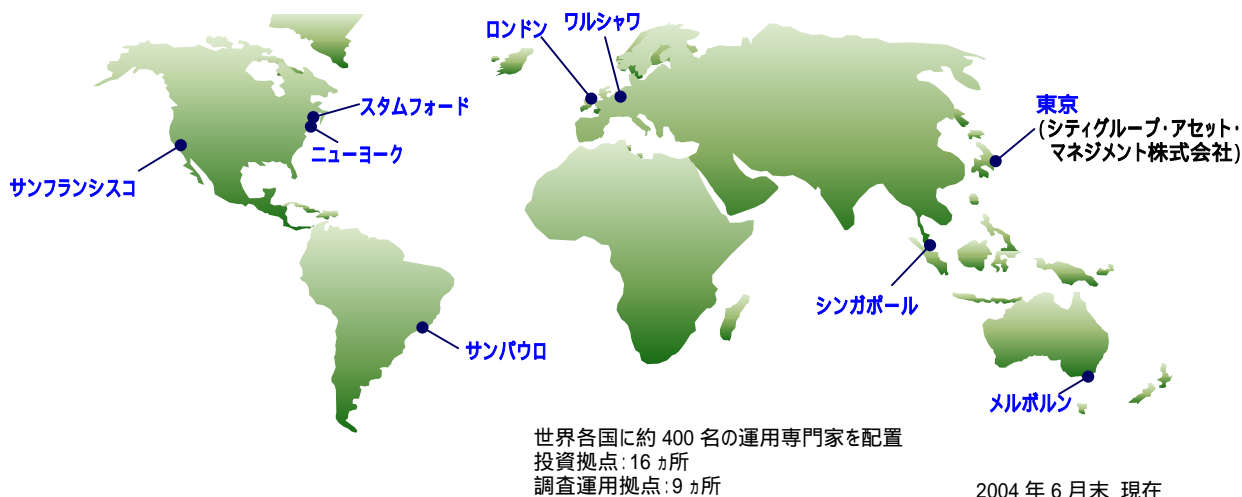 ロンドン
ワルシャワ
スタムフォード
ニューヨーク
サンフランシスコ
東京
(シティグループ・アセット・
マネジメント株式会社)
シンガポール
サンパウロ
メルボルン
世界各国に約 400 名の運用専門家を配置
投資拠点:16 ヵ所
調査運用拠点:9 ヵ所
2004 年 6 月末 現在